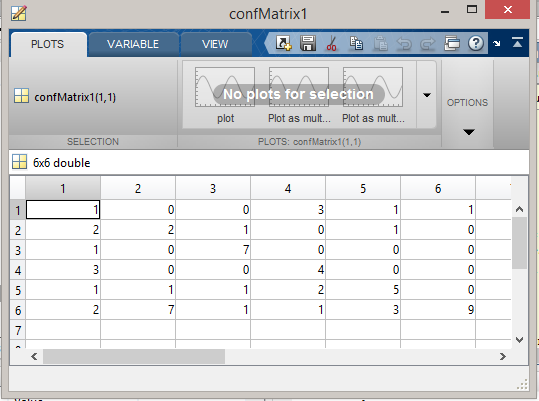 confMatrix1
PLOTS VARIABLE VIEW
confMatrix1(1,1)
No plots for selection
plot Plot as mult... Plot as mult...
OPTIONS
SELECTION PLOTS: confMatrix1(1,1)
6x6 double
1 2 3 4 5 6
1 1 0 0 3 1 1
2 2 2 1 0 1 0
3 1 0 7 0 0 0
4 3 0 0 4 0 0
5 1 1 1 2 5 0
6 2 7 1 1 3 9
7